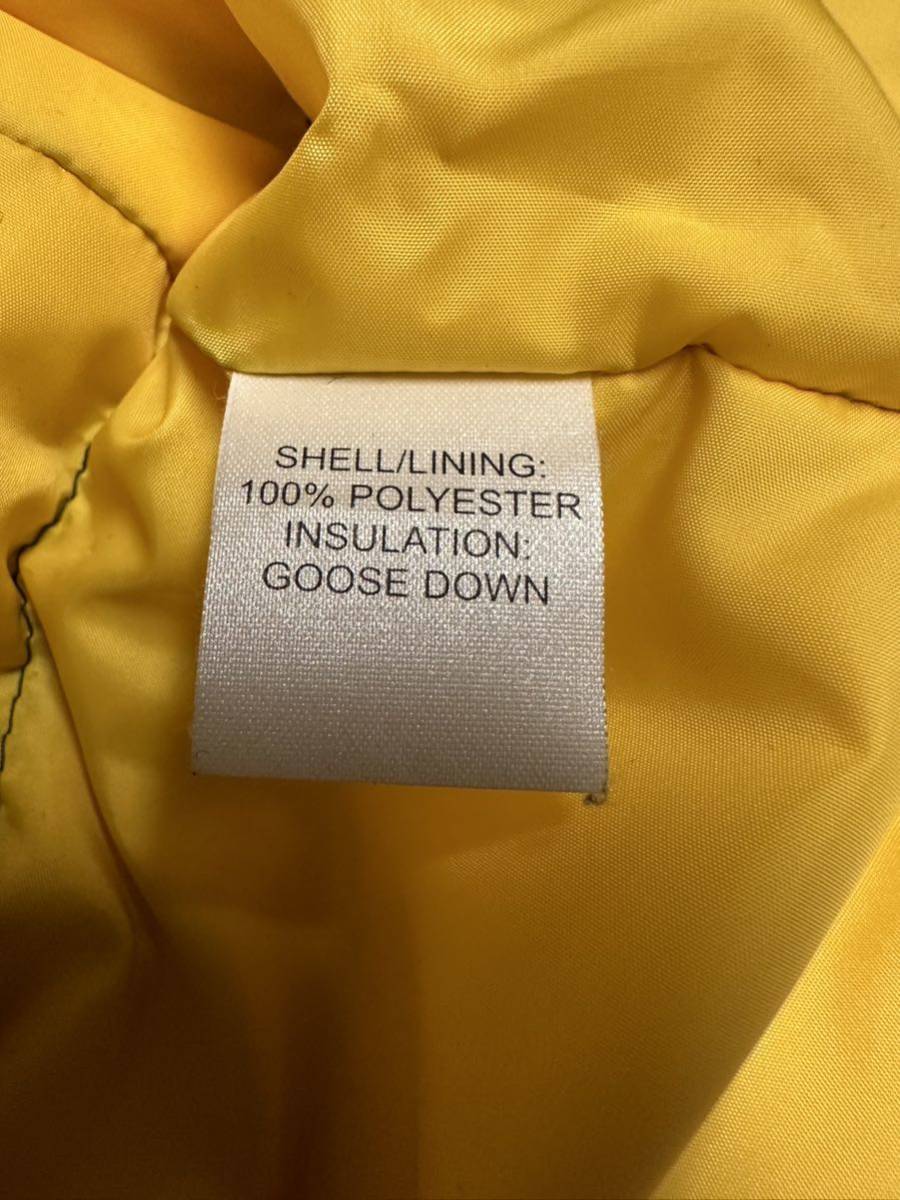 SHELL/LINING:
100% POLYESTER
INSULATION:
GOOSE DOWN